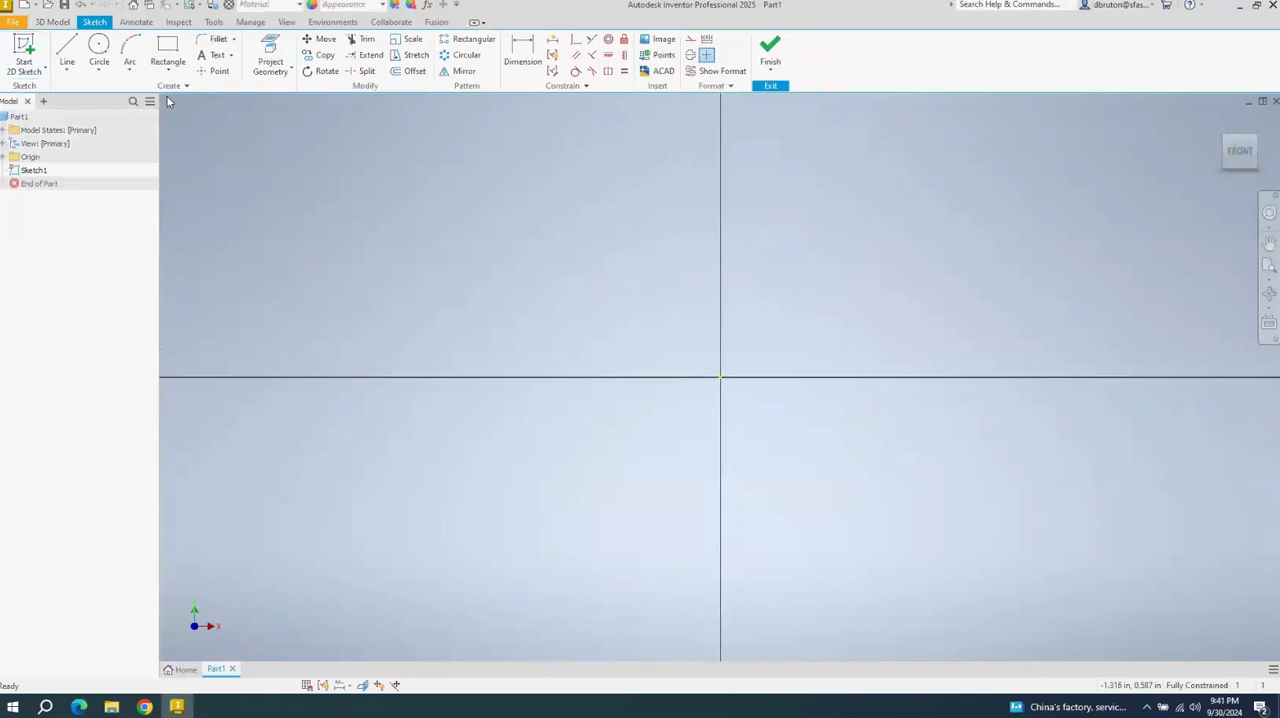 Material Appearance Autodesk Inventor Professional 2025 Part1 Search Help & Commands... dbruton@sfas...
File 3D Model Sketch Annotate Inspect Tools Manage View Environments Collaborate Fusion
Start
2D Sketch
Line
Circle
Arc
Rectangle
Fillet
Text
Point
Project
Geometry
Move Trim Scale
Copy Extend Stretch
Rotate Split Offset
Rectangular
Circular
Mirror
Dimension
Image
Points
ACAD
Show Format
Finish
Sketch Create Modify Pattern Constrain Insert Format Exit
Model
Part1
Model States: [Primary]
View: [Primary]
Origin
Sketch1
End of Part
FRONT
X
Home Part1
Ready -1.316 in, 0.587 in Fully Constrained 1 1
China's factory, servic...
9:41 PM
9/30/2024
2